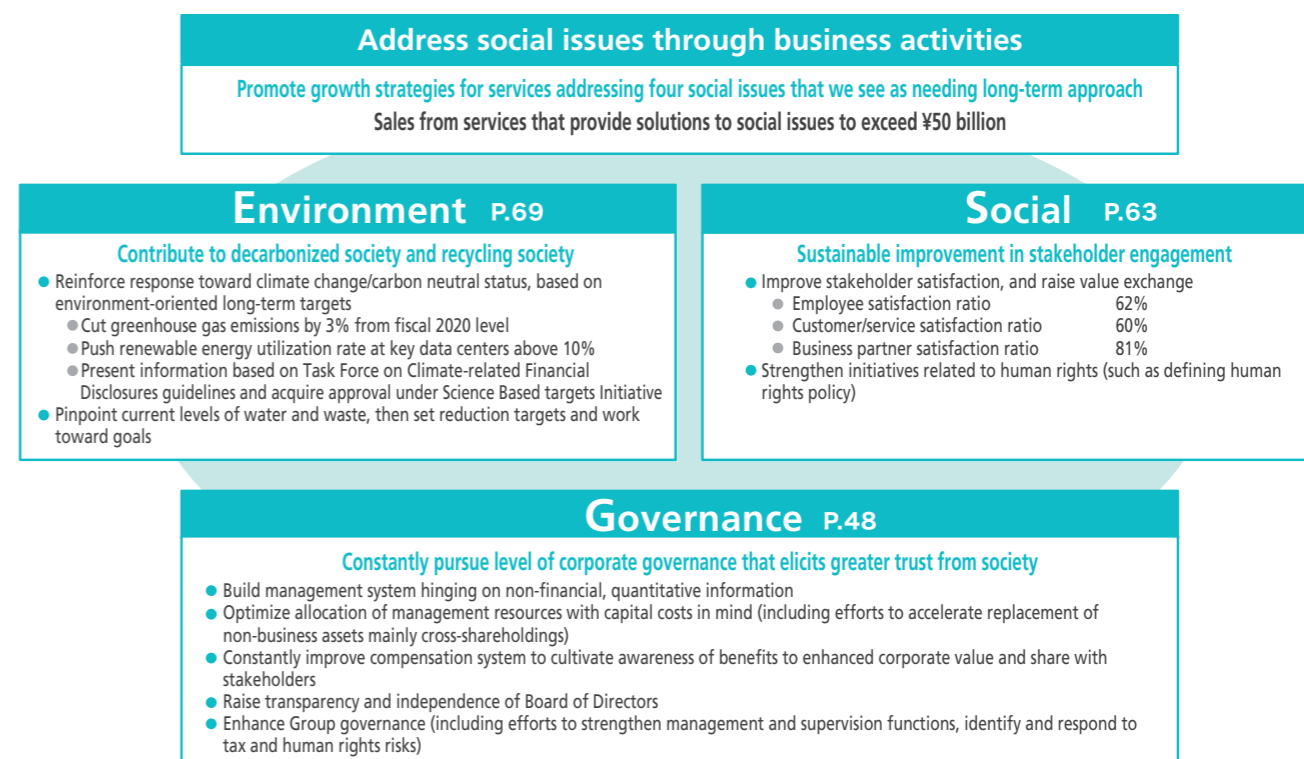 Address social issues through business activities
Promote growth strategies for services addressing four social issues that we see as needing long-term approach
Sales from services that provide solutions to social issues to exceed ¥50 billion
Environment P.69
Contribute to decarbonized society and recycling society
● Reinforce response toward climate change/carbon neutral status, based on
environment-oriented long-term targets
● Cut greenhouse gas emissions by 3% from fiscal 2020 level
● Push renewable energy utilization rate at key data centers above 10%
● Present information based on Task Force on Climate-related Financial
Disclosures guidelines and acquire approval under Science Based targets Initiative
● Pinpoint current levels of water and waste, then set reduction targets and work
toward goals
Social P.63
Sustainable improvement in stakeholder engagement
● Improve stakeholder satisfaction, and raise value exchange
● Employee satisfaction ratio 62%
● Customer/service satisfaction ratio 60%
● Business partner satisfaction ratio 81%
● Strengthen initiatives related to human rights (such as defining human
rights policy)
Governance P.48
Constantly pursue level of corporate governance that elicits greater trust from society
● Build management system hinging on non-financial, quantitative information
● Optimize allocation of management resources with capital costs in mind (including efforts to accelerate replacement of
non-business assets mainly cross-shareholdings)
● Constantly improve compensation system to cultivate awareness of benefits to enhanced corporate value and share with
stakeholders
● Raise transparency and independence of Board of Directors
● Enhance Group governance (including efforts to strengthen management and supervision functions, identify and respond to
tax and human rights risks)